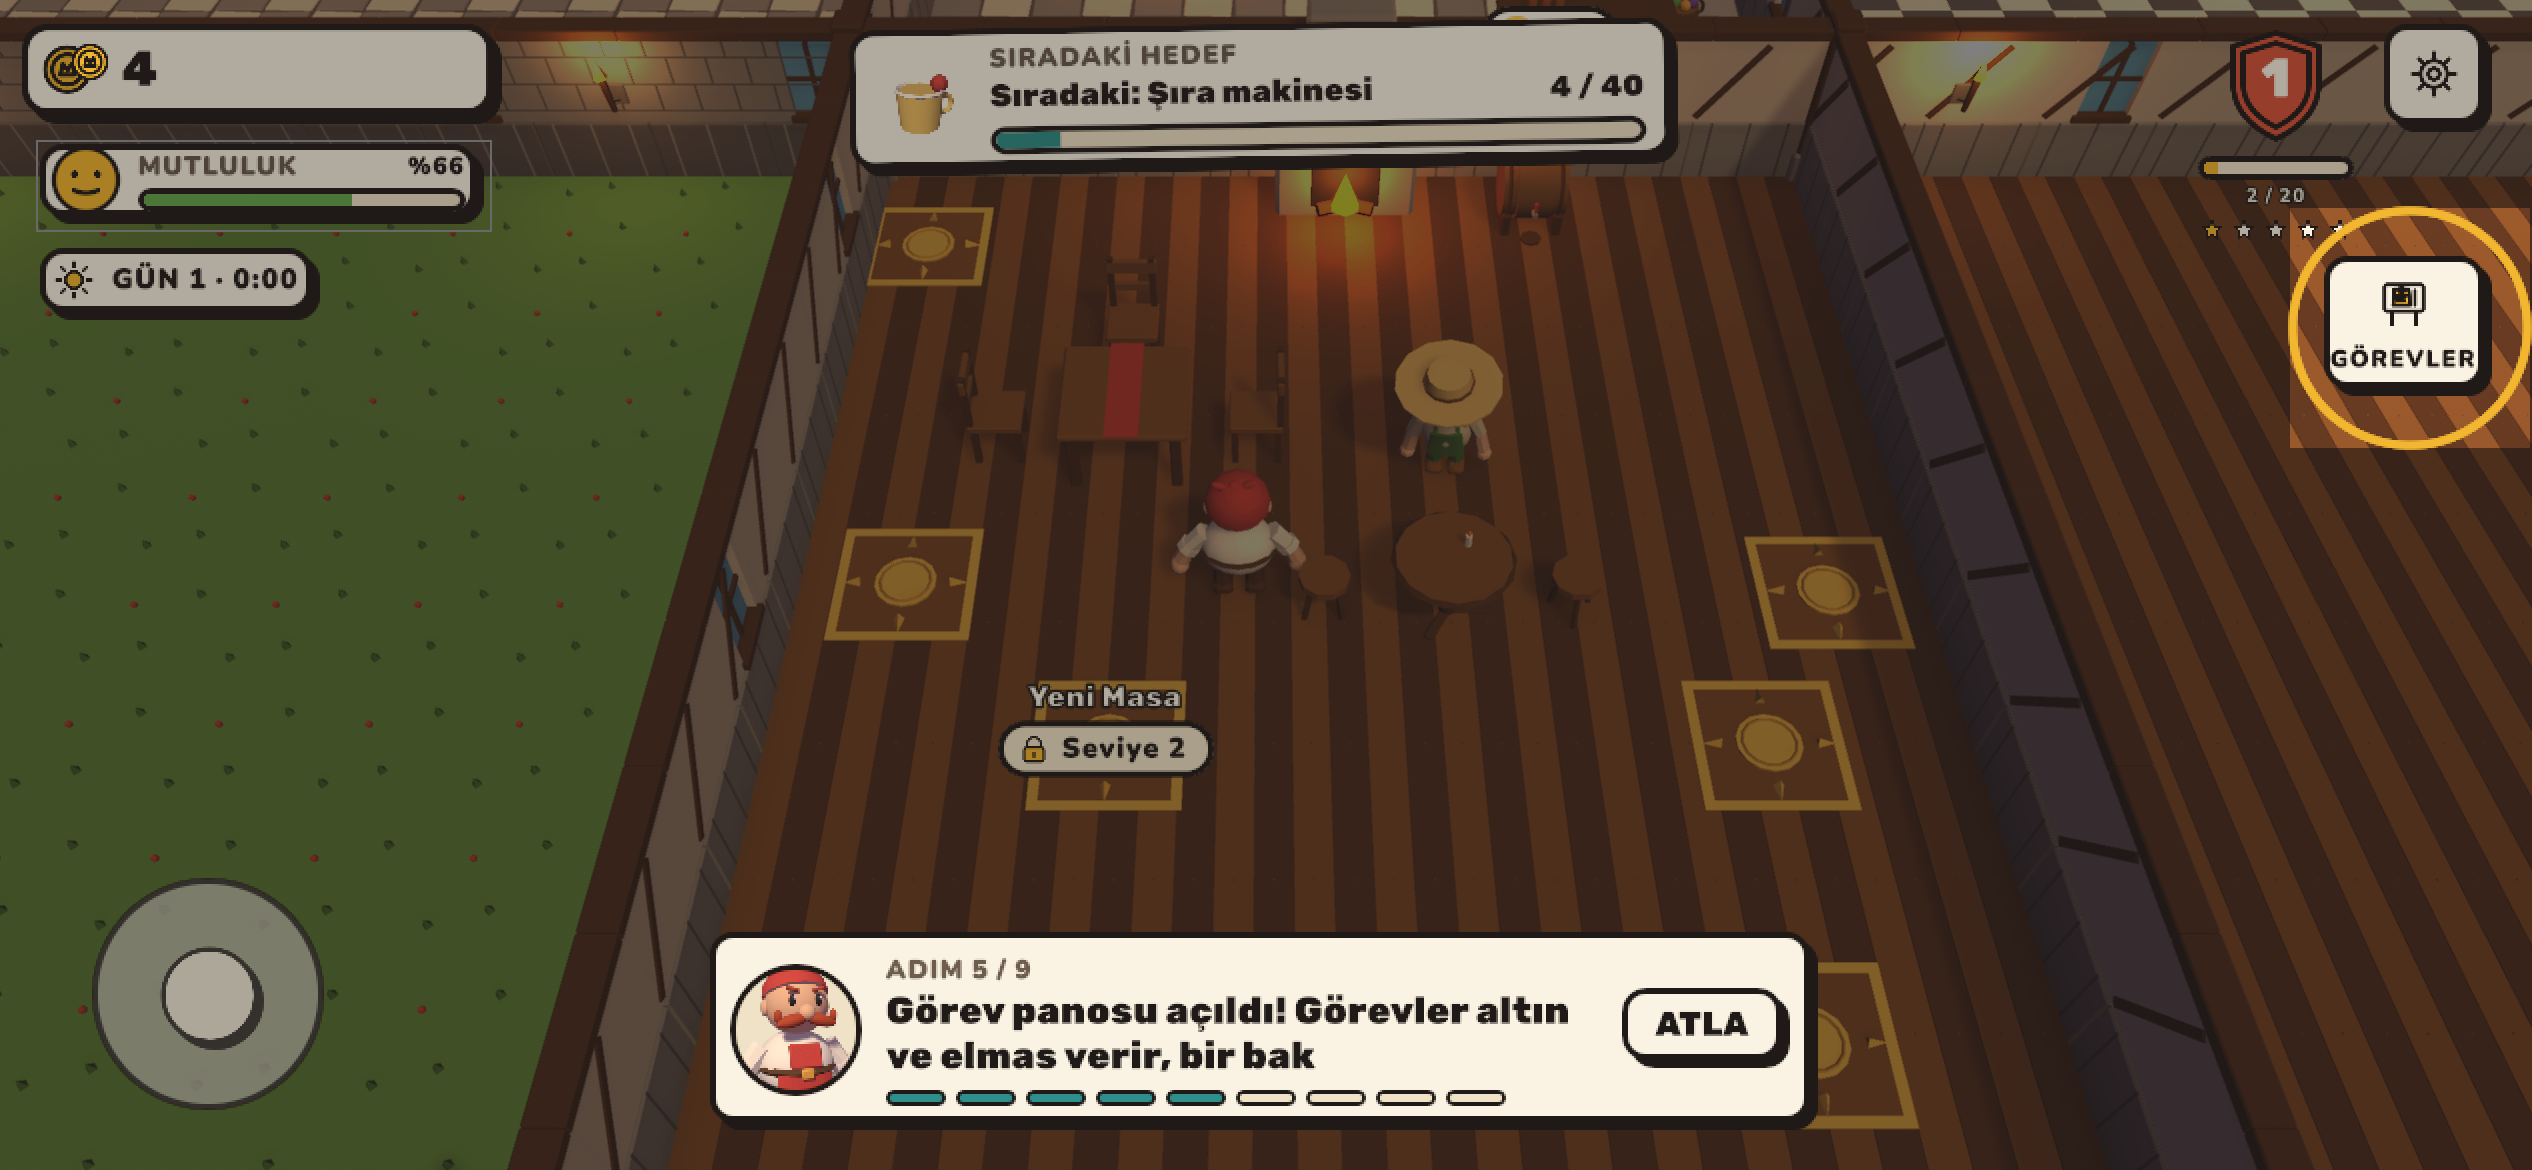 4
SIRADAKİ HEDEF
Sıradaki: Şıra makinesi
4 / 40
1
MUTLULUK
%66
2 / 20
GÜN 1 · 0:00
GÖREVLER
Yeni Masa
Seviye 2
ADIM 5 / 9
Görev panosu açıldı! Görevler altın
ve elmas verir, bir bak
ATLA